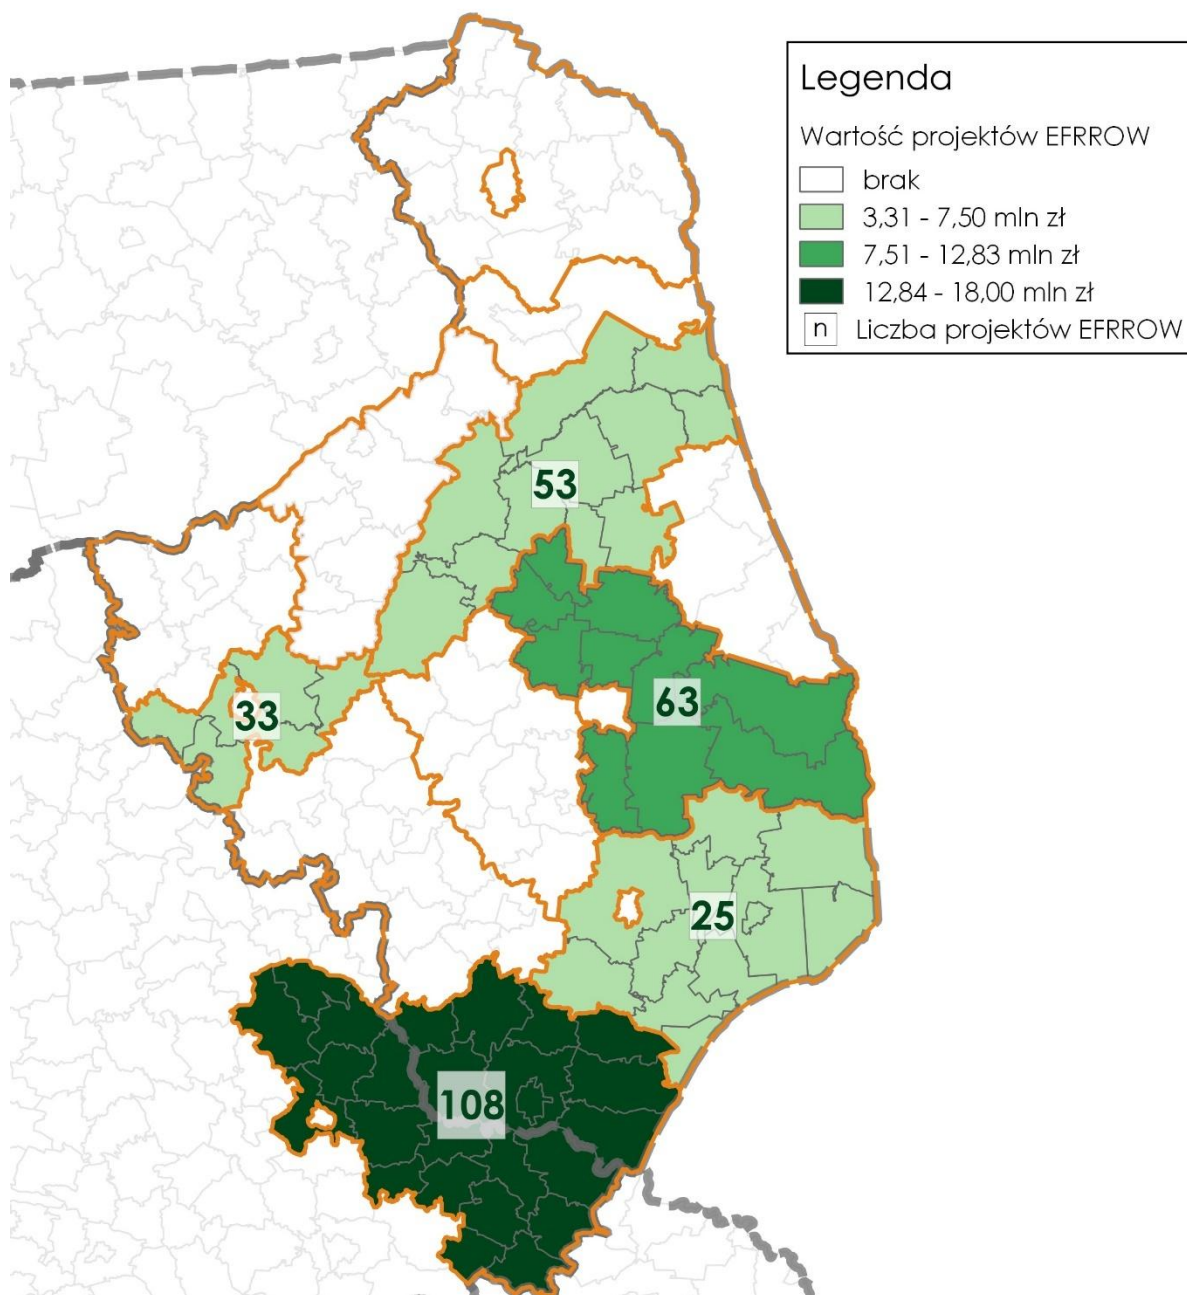 Legenda
Wartość projektów EFRROW
brak
3,31 - 7,50 mln zł
7,51 - 12,83 mln zł
12,84 - 18,00 mln zł
n Liczba projektów EFRROW
53
63
33
25
108